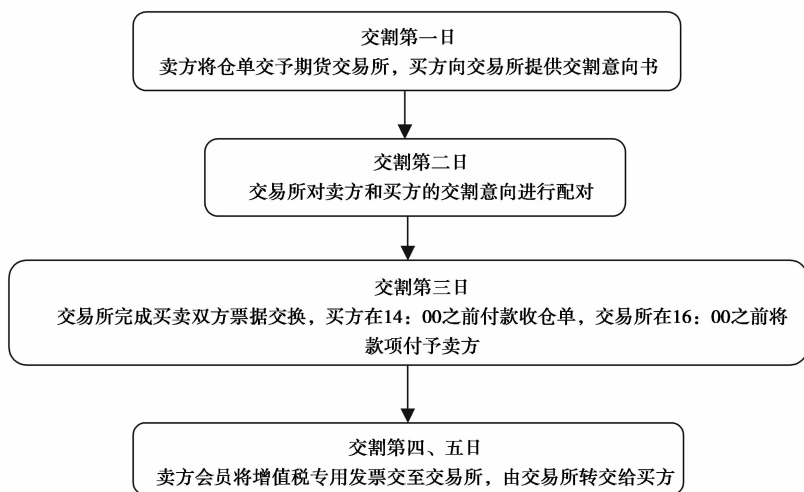 交割第一日
卖方将仓单交予期货交易所，买方向交易所提供交割意向书
交割第二日
交易所对卖方和买方的交割意向进行配对
交割第三日
交易所完成买卖双方票据交换，买方在14：00之前付款收仓单，交易所在16：00之前将
款项付予卖方
交割第四、五日
卖方会员将增值税专用发票交至交易所，由交易所转交给买方